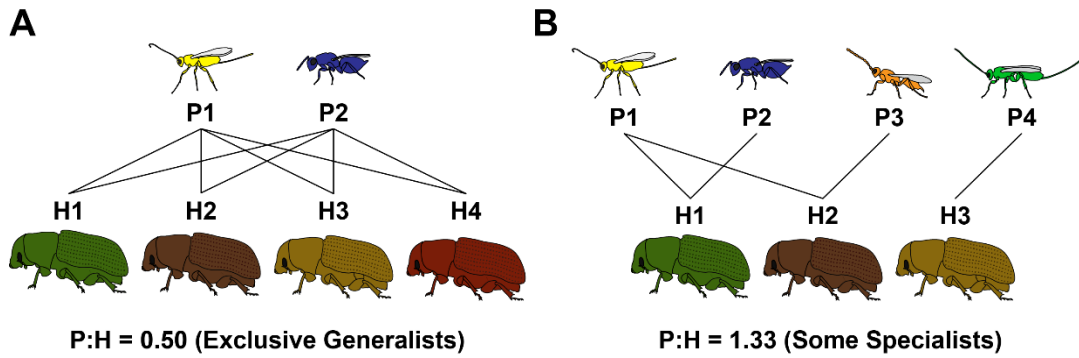 A
P1 P2
H1 H2 H3 H4
P:H = 0.50 (Exclusive Generalists)
B
P1 P2 P3 P4
H1 H2 H3
P:H = 1.33 (Some Specialists)